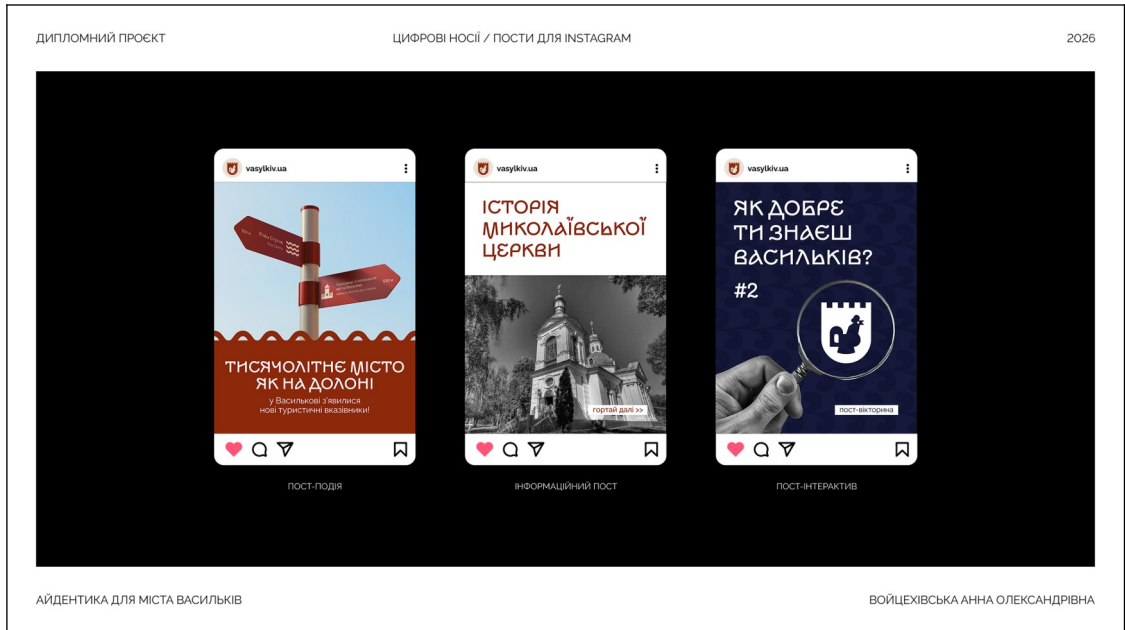 ДИПЛОМНИЙ ПРОЄКТ
ЦИФРОВІ НОСІЇ / ПОСТИ ДЛЯ INSTAGRAM
2026
vasylkiv.ua
ТИСЯЧОЛІТНЄ МІСТО
ЯК НА ДОЛОНІ
у Василькові з'явилися
нові туристичні вказівники!
ПОСТ-ПОДІЯ
vasylkiv.ua
ІСТОРІЯ
МИКОЛАЇВСЬКОЇ
ЦЕРКВИ
гортай далі >>
ІНФОРМАЦІЙНИЙ ПОСТ
vasylkiv.ua
ЯК ДОБРЕ
ТИ ЗНАЄШ
ВАСИЛЬКІВ?
#2
пост-вікторина
ПОСТ-ІНТЕРАКТИВ
АЙДЕНТИКА ДЛЯ МІСТА ВАСИЛЬКІВ
ВОЙЦЕХІВСЬКА АННА ОЛЕКСАНДРІВНА